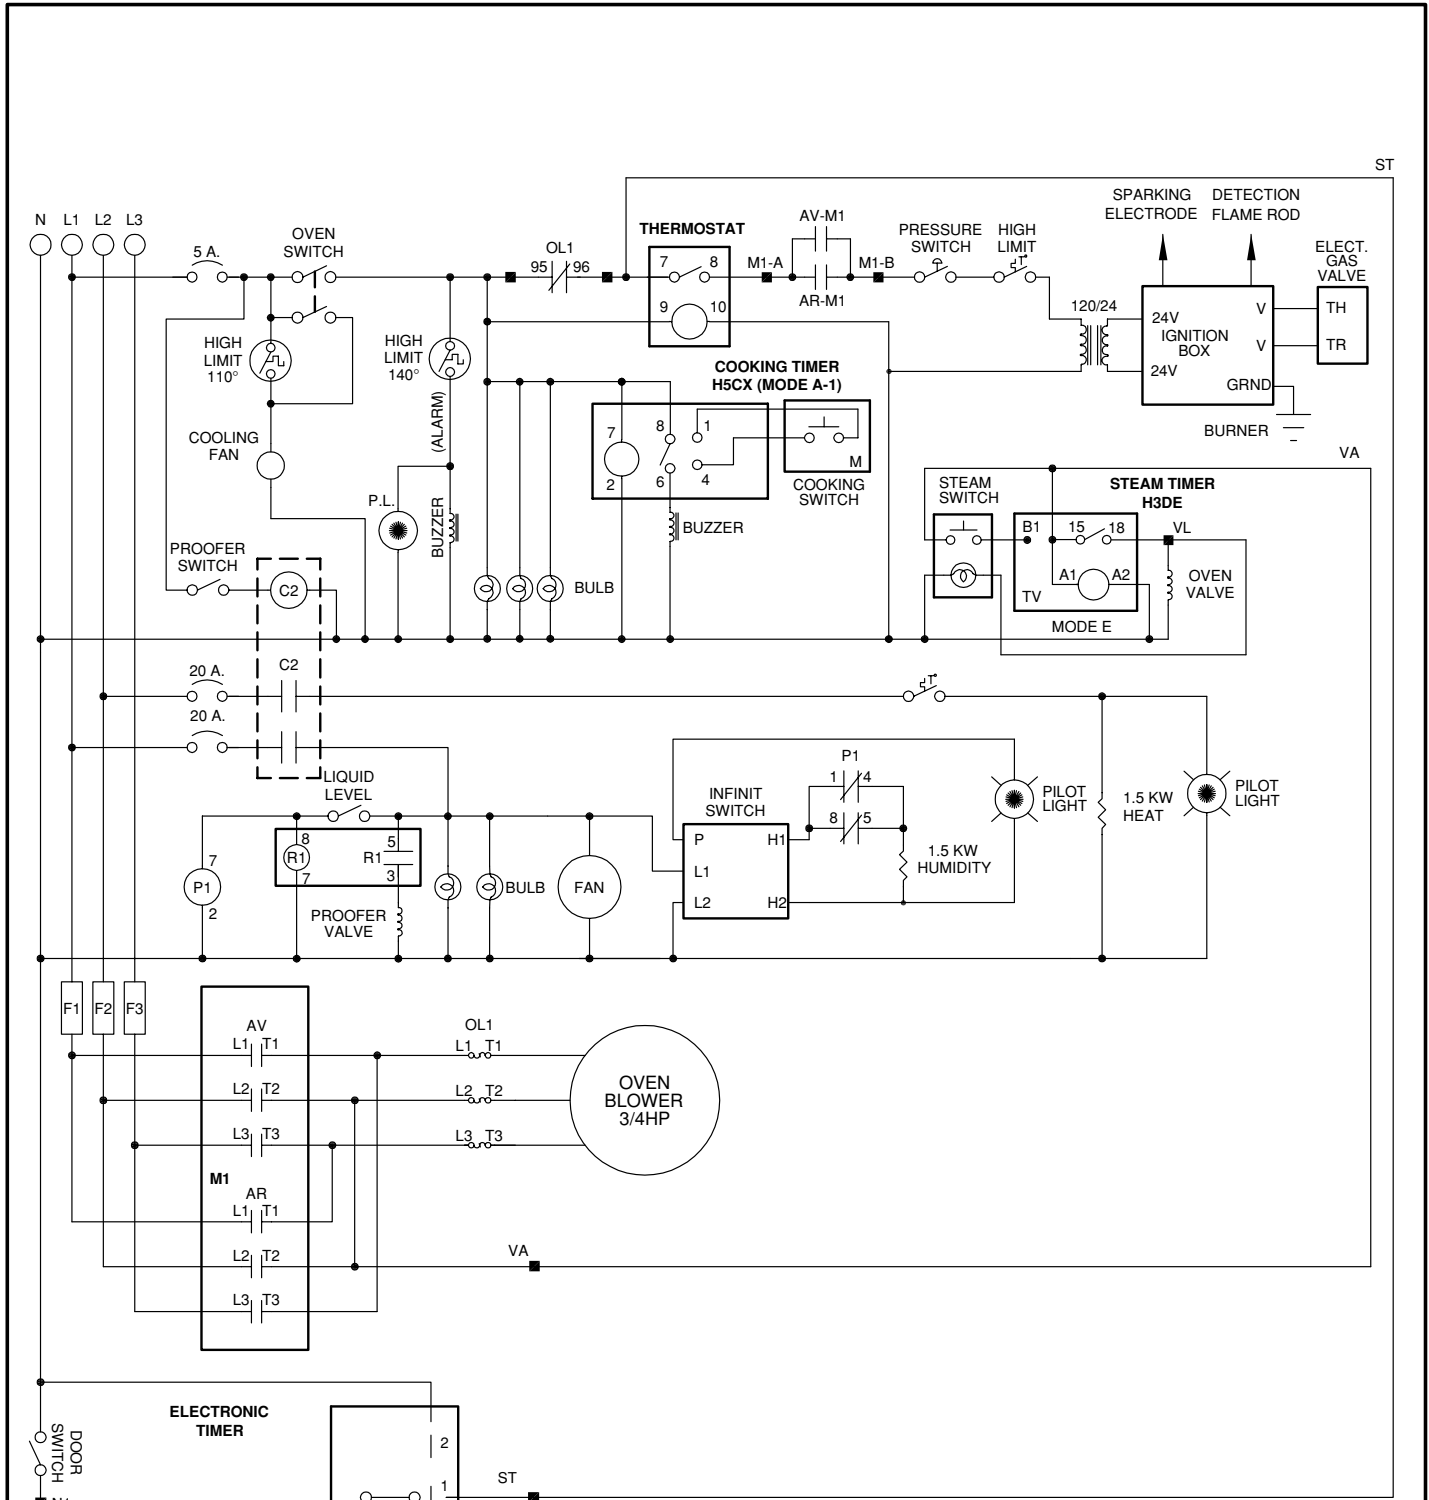 ST
SPARKING
ELECTRODE
DETECTION
FLAME ROD
N L1 L2 L3
OVEN
SWITCH
5 A.
OL1
95 96
THERMOSTAT
7 8
9 10
AV-M1
M1-A M1-B
AR-M1
PRESSURE
SWITCH
HIGH
LIMIT
T°
ELECT.
GAS
VALVE
TH
TR
120/24
24V
IGNITION
BOX
24V
V
V
GRND
BURNER
HIGH
LIMIT
110°
HIGH
LIMIT
140°
(ALARM)
COOKING TIMER
H5CX (MODE A-1)
7
2
8
6
1
4
M
COOKING
SWITCH
COOLING
FAN
P.L.
BUZZER
BUZZER
VA
STEAM
SWITCH
STEAM TIMER
H3DE
B1 15 18 VL
A1 A2
TV
MODE E
OVEN
VALVE
PROOFER
SWITCH
C2
BULB
C2
20 A.
20 A.
T°
LIQUID
LEVEL
INFINIT
SWITCH
P1
1 4
8 5
PILOT
LIGHT
1.5 KW
HEAT
PILOT
LIGHT
P H1
L1
L2 H2
1.5 KW
HUMIDITY
7
P1
2
8
R1
7
5
R1
3
PROOFER
VALVE
BULB
FAN
F1 F2 F3
AV
L1 T1
L2 T2
L3 T3
M1
AR
L1 T1
L2 T2
L3 T3
OL1
L1 T1
L2 T2
L3 T3
OVEN
BLOWER
3/4HP
VA
ELECTRONIC
TIMER
DOOR
SWITCH
2
1
ST